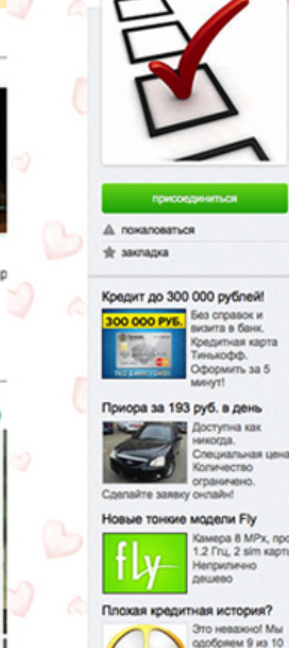 присоединиться
пожаловаться
закладка
Кредит до 300 000 рублей!
300 000 РУБ.
Без справок и
визита в банк.
Кредитная карта
Тинькофф.
Оформить за 5
минут!
Приора за 193 руб. в день
Доступна как
никогда.
Специальная цена
Количество
ограничено.
Сделайте заявку онлайн!
Новые тонкие модели Fly
fly
Камера 8 MPx, про
1.2 Ггц, 2 sim карты
Неприлично
дешево
Плохая кредитная история?
Это неважно! Мы
одобряем 9 из 10